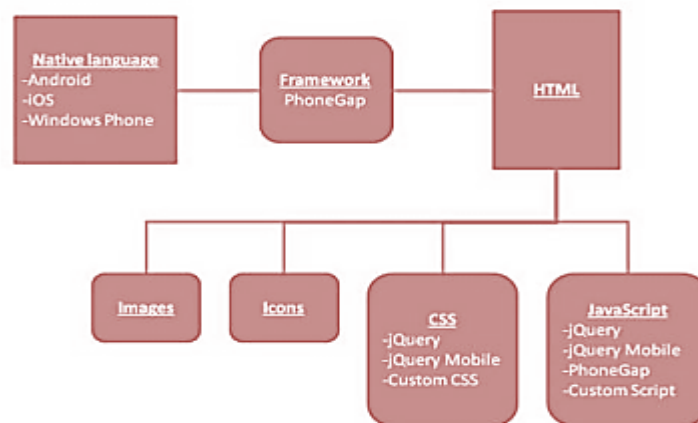 Native language
-Android
-iOS
-Windows Phone
Framework
PhoneGap
HTML
Images
Icons
CSS
-jQuery
-jQuery Mobile
-Custom CSS
JavaScript
-jQuery
-jQuery Mobile
-PhoneGap
-Custom Script